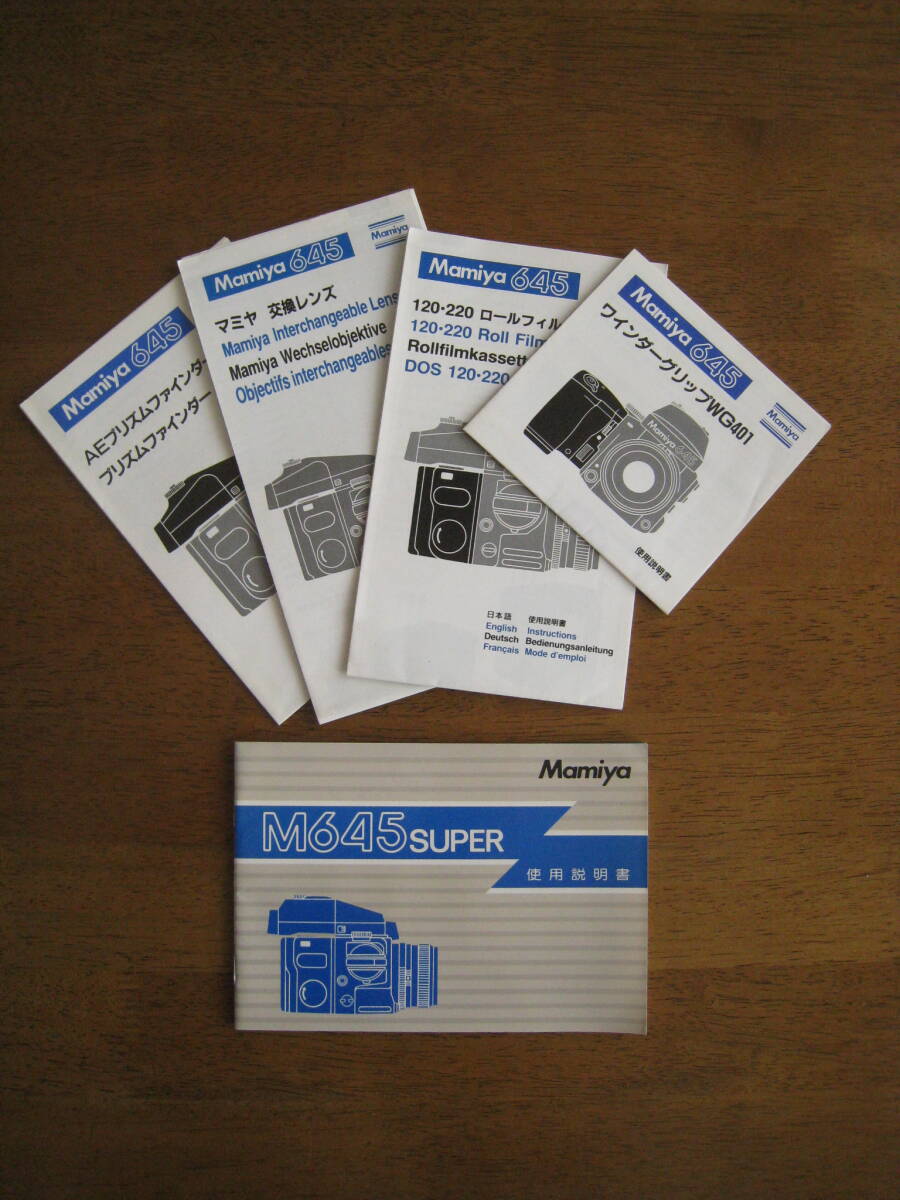 Mamiya 645
AEプリズムファインダー
プリズムファインダー
Mamiya 645
Mamiya
マミヤ 交換レンズ
Mamiya Interchangeable Lens
Mamiya Wechselobjektive
Objectifs interchangeables
Mamiya 645
120・220 ロールフィル
120・220 Roll Film
Rollfilmkassett
DOS 120・220
日本語 使用説明書
English Instructions
Deutsch Bedienungsanleitung
Français Mode d'emploi
Mamiya 645
ワインダーグリップWG401
Mamiya
Mamiya 645
使用説明書
Mamiya
M645 SUPER
使用説明書